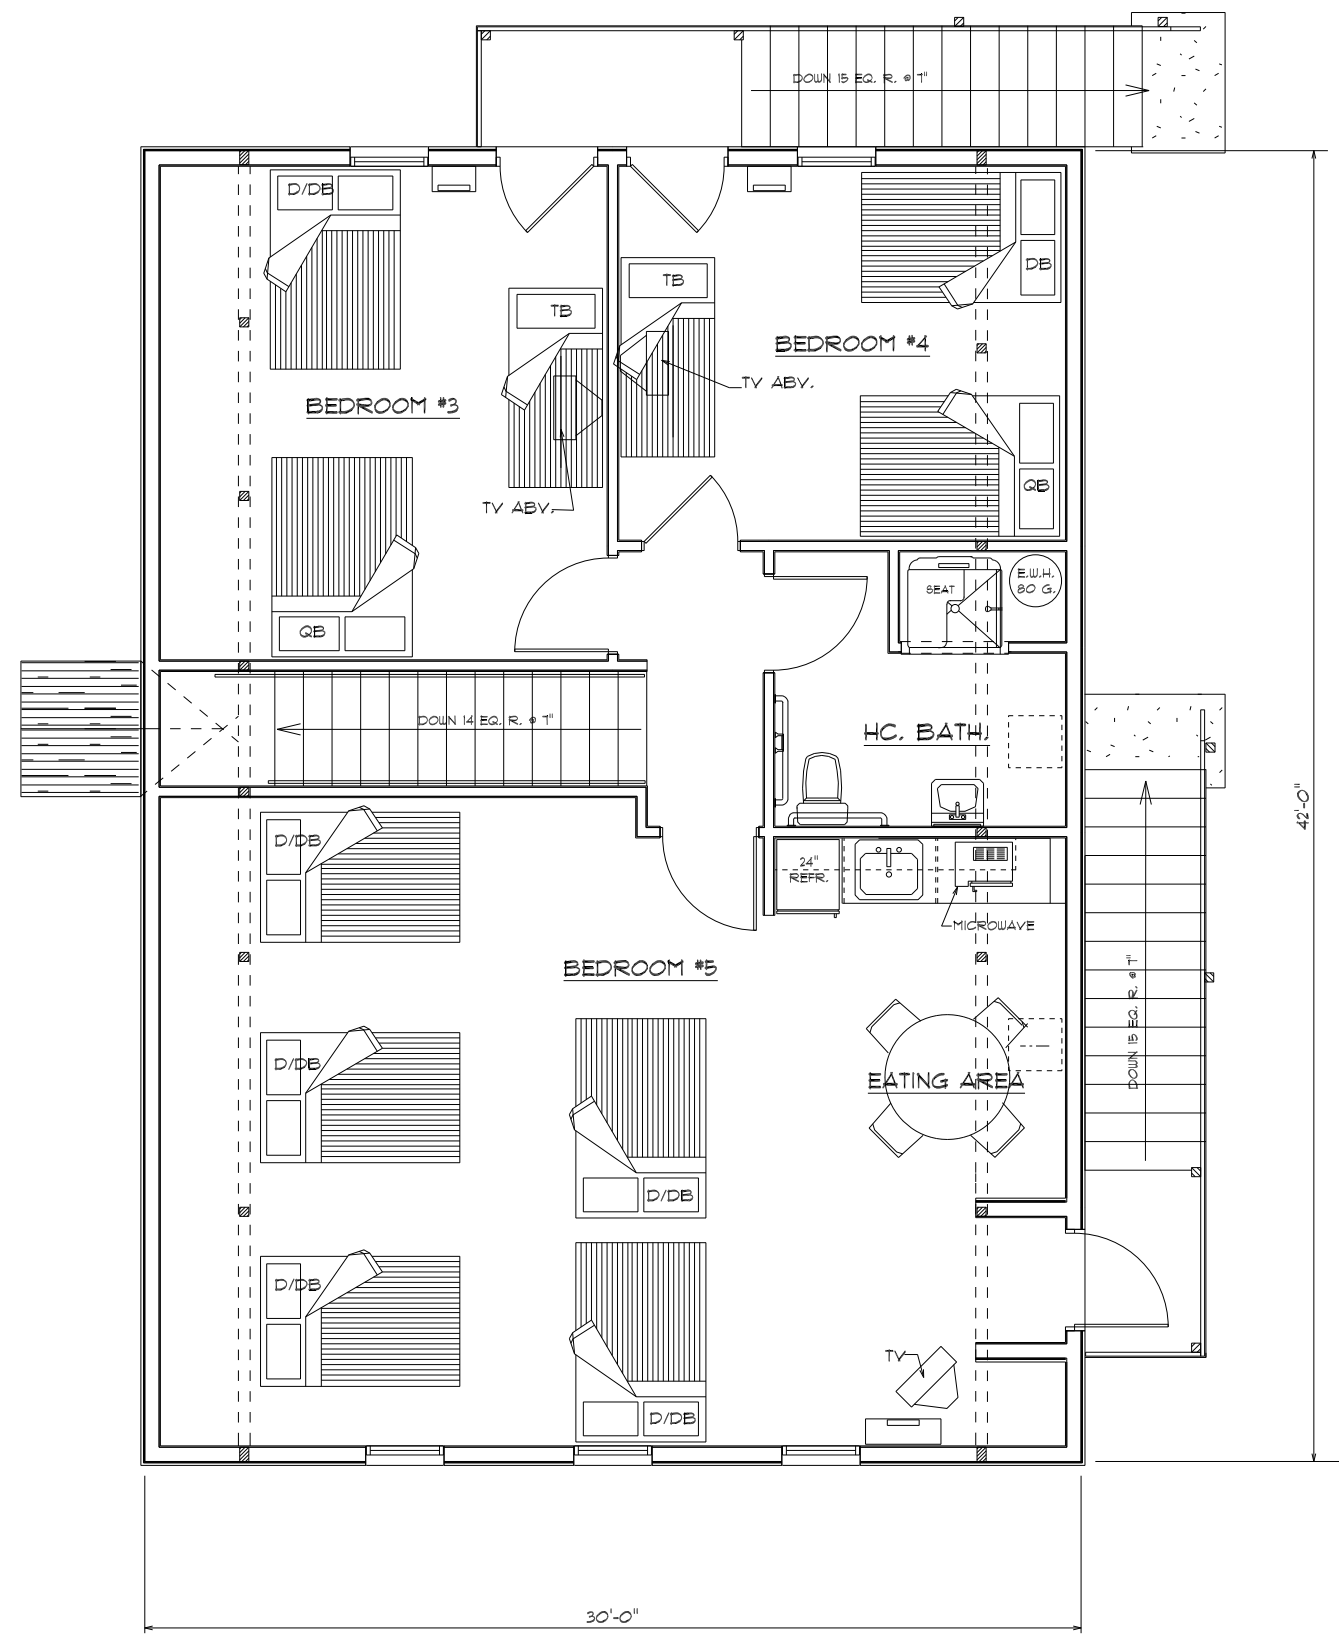 DOWN 15 EQ. R. @ 7"
D/DB
TB
DB
TB
BEDROOM #4
TV ABV.
BEDROOM #3
QB
TV ABV.
E.W.H.
80 G.
SEAT
QB
DOWN 14 EQ. R. @ 7"
HC. BATH.
42'-0"
D/DB
24"
REFR.
MICROWAVE
BEDROOM #5
DOWN 15 EQ. R. @ 7"
D/DB
EATING AREA
D/DB
D/DB
TV
D/DB
30'-0"